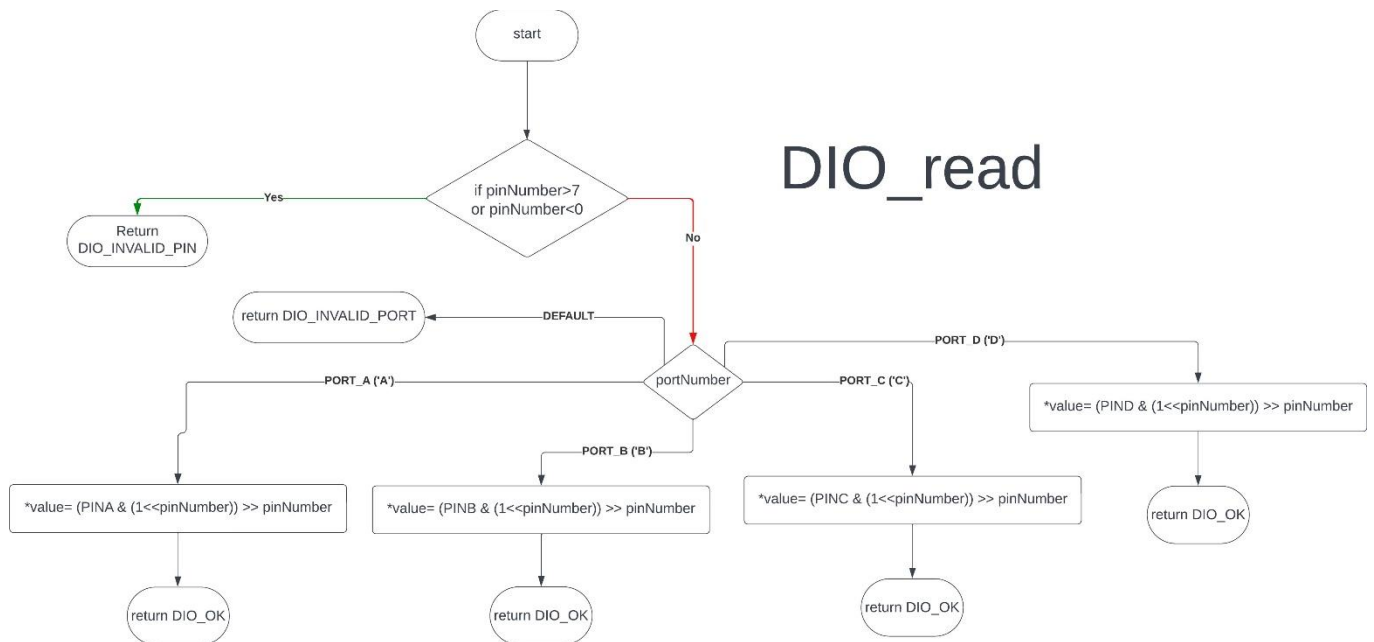 start
DIO_read
if pinNumber>7
or pinNumber<0
Yes
No
Return
DIO_INVALID_PIN
return DIO_INVALID_PORT
DEFAULT
PORT_D ('D')
portNumber
PORT_A ('A')
PORT_C ('C')
*value= (PIND & (1<<pinNumber)) >> pinNumber
PORT_B ('B')
*value= (PINA & (1<<pinNumber)) >> pinNumber
*value= (PINB & (1<<pinNumber)) >> pinNumber
*value= (PINC & (1<<pinNumber)) >> pinNumber
return DIO_OK
return DIO_OK
return DIO_OK
return DIO_OK